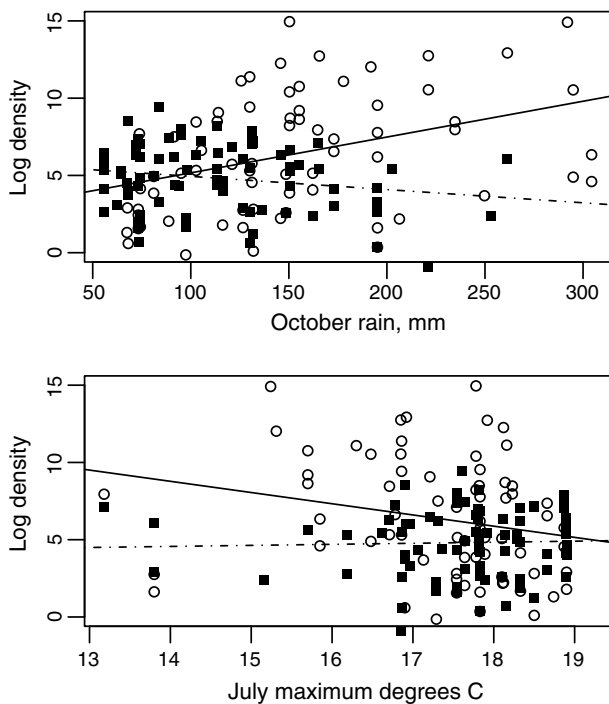 15
10
5
0
Log density
50 100 150 200 250 300
October rain, mm
15
10
5
0
Log density
13 14 15 16 17 18 19
July maximum degrees C